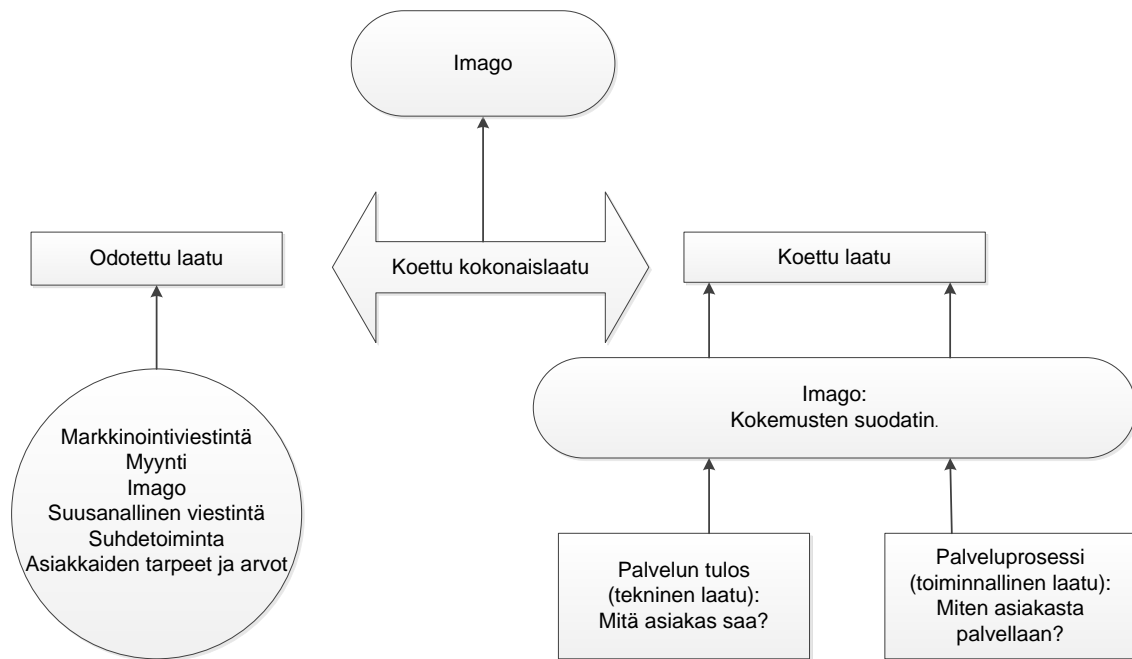 Imago
Odotettu laatu
Koettu kokonaislaatu
Koettu laatu
Markkinointiviestintä
Myynti
Imago
Suusanallinen viestintä
Suhdetoiminta
Asiakkaiden tarpeet ja arvot
Imago:
Kokemusten suodatin.
Palvelun tulos
(tekninen laatu):
Mitä asiakas saa?
Palveluprosessi
(toiminnallinen laatu):
Miten asiakasta
palvellaan?